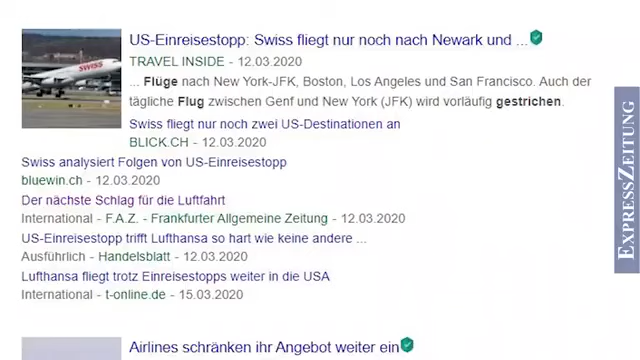 US-Einreisestopp: Swiss fliegt nur noch nach Newark und ...
TRAVEL INSIDE - 12.03.2020
... Flüge nach New York-JFK, Boston, Los Angeles und San Francisco. Auch der
tägliche Flug zwischen Genf und New York (JFK) wird vorläufig gestrichen.
Swiss fliegt nur noch zwei US-Destinationen an
BLICK.CH - 12.03.2020
Swiss analysiert Folgen von US-Einreisestopp
bluewin.ch - 12.03.2020
Der nächste Schlag für die Luftfahrt
International - F.A.Z. - Frankfurter Allgemeine Zeitung - 12.03.2020
US-Einreisestopp trifft Lufthansa so hart wie keine andere ...
Ausführlich - Handelsblatt - 12.03.2020
Lufthansa fliegt trotz Einreisestopps weiter in die USA
International - t-online.de - 15.03.2020
Airlines schränken ihr Angebot weiter ein
SWISS
EXPRESSZEITUNG